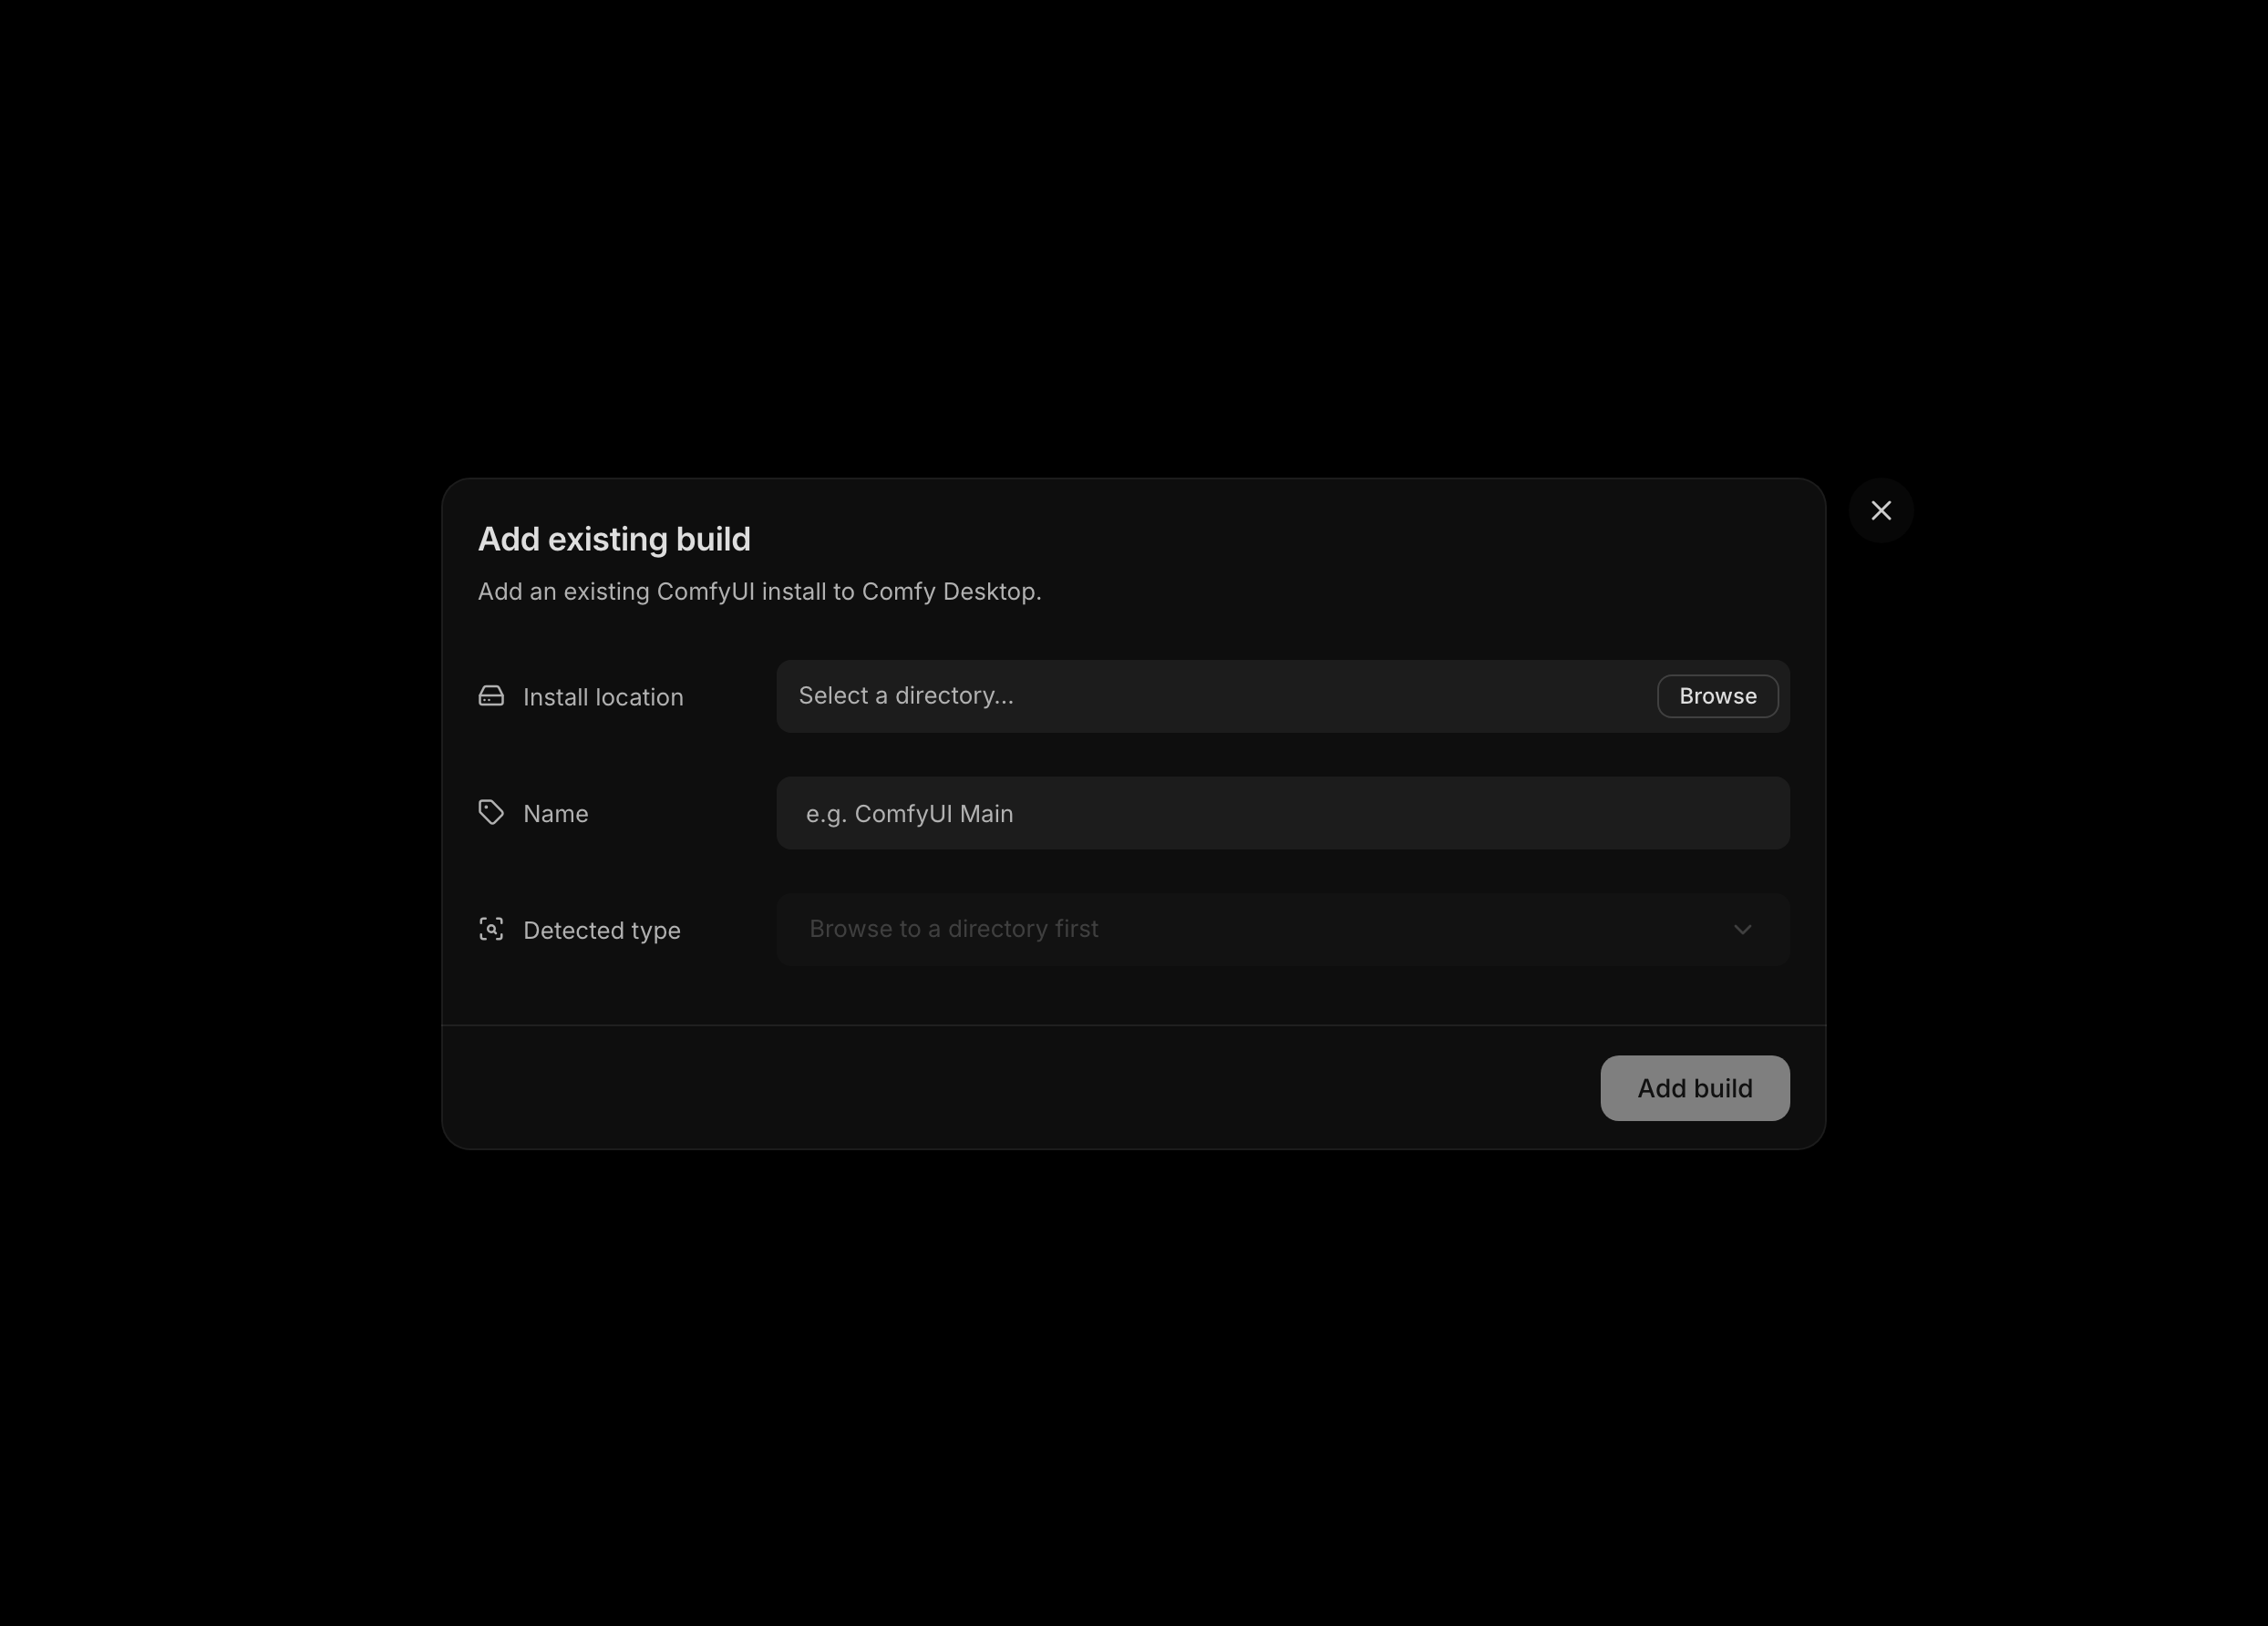 Add existing build
Add an existing ComfyUI install to Comfy Desktop.
Install location
Select a directory...
Browse
Name
e.g. ComfyUI Main
Detected type
Browse to a directory first
Add build